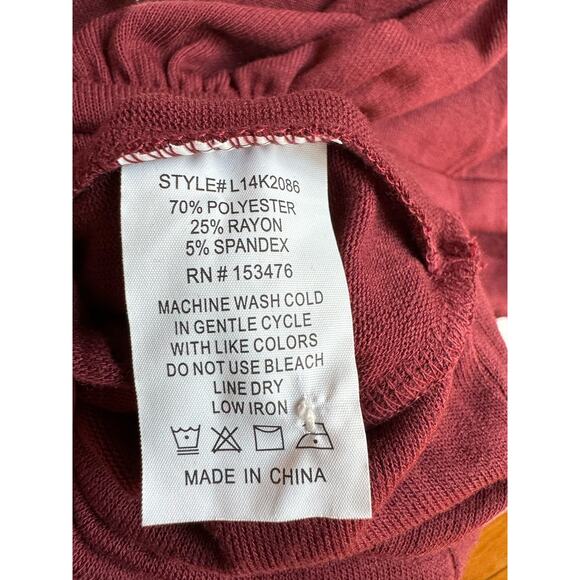 STYLE# L14K2086
70% POLYESTER
25% RAYON
5% SPANDEX
RN # 153476
MACHINE WASH COLD
IN GENTLE CYCLE
WITH LIKE COLORS
DO NOT USE BLEACH
LINE DRY
LOW IRON
MADE IN CHINA